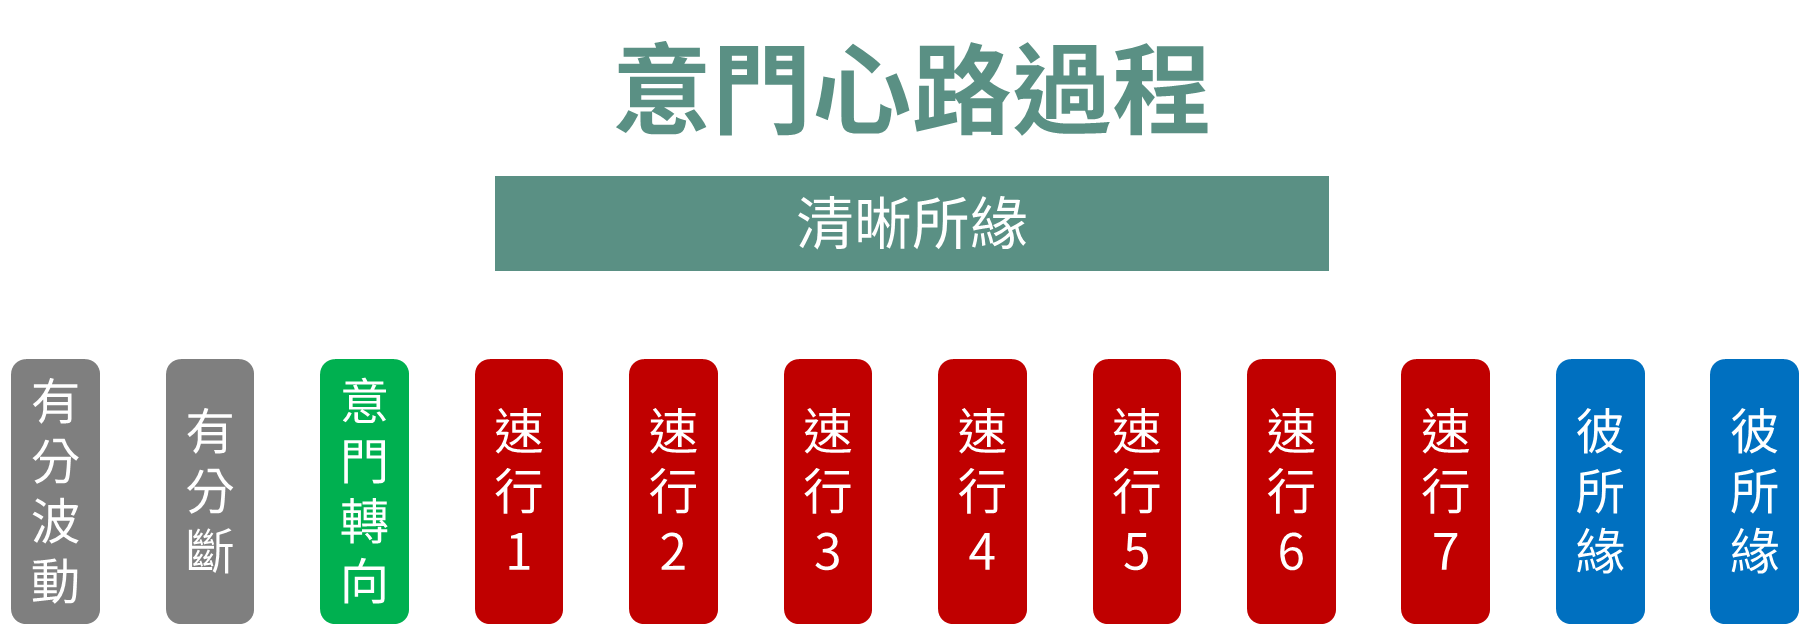 意門心路過程
清晰所緣
有分波動
有分斷
意門轉向
速行1
速行2
速行3
速行4
速行5
速行6
速行7
彼所緣
彼所緣